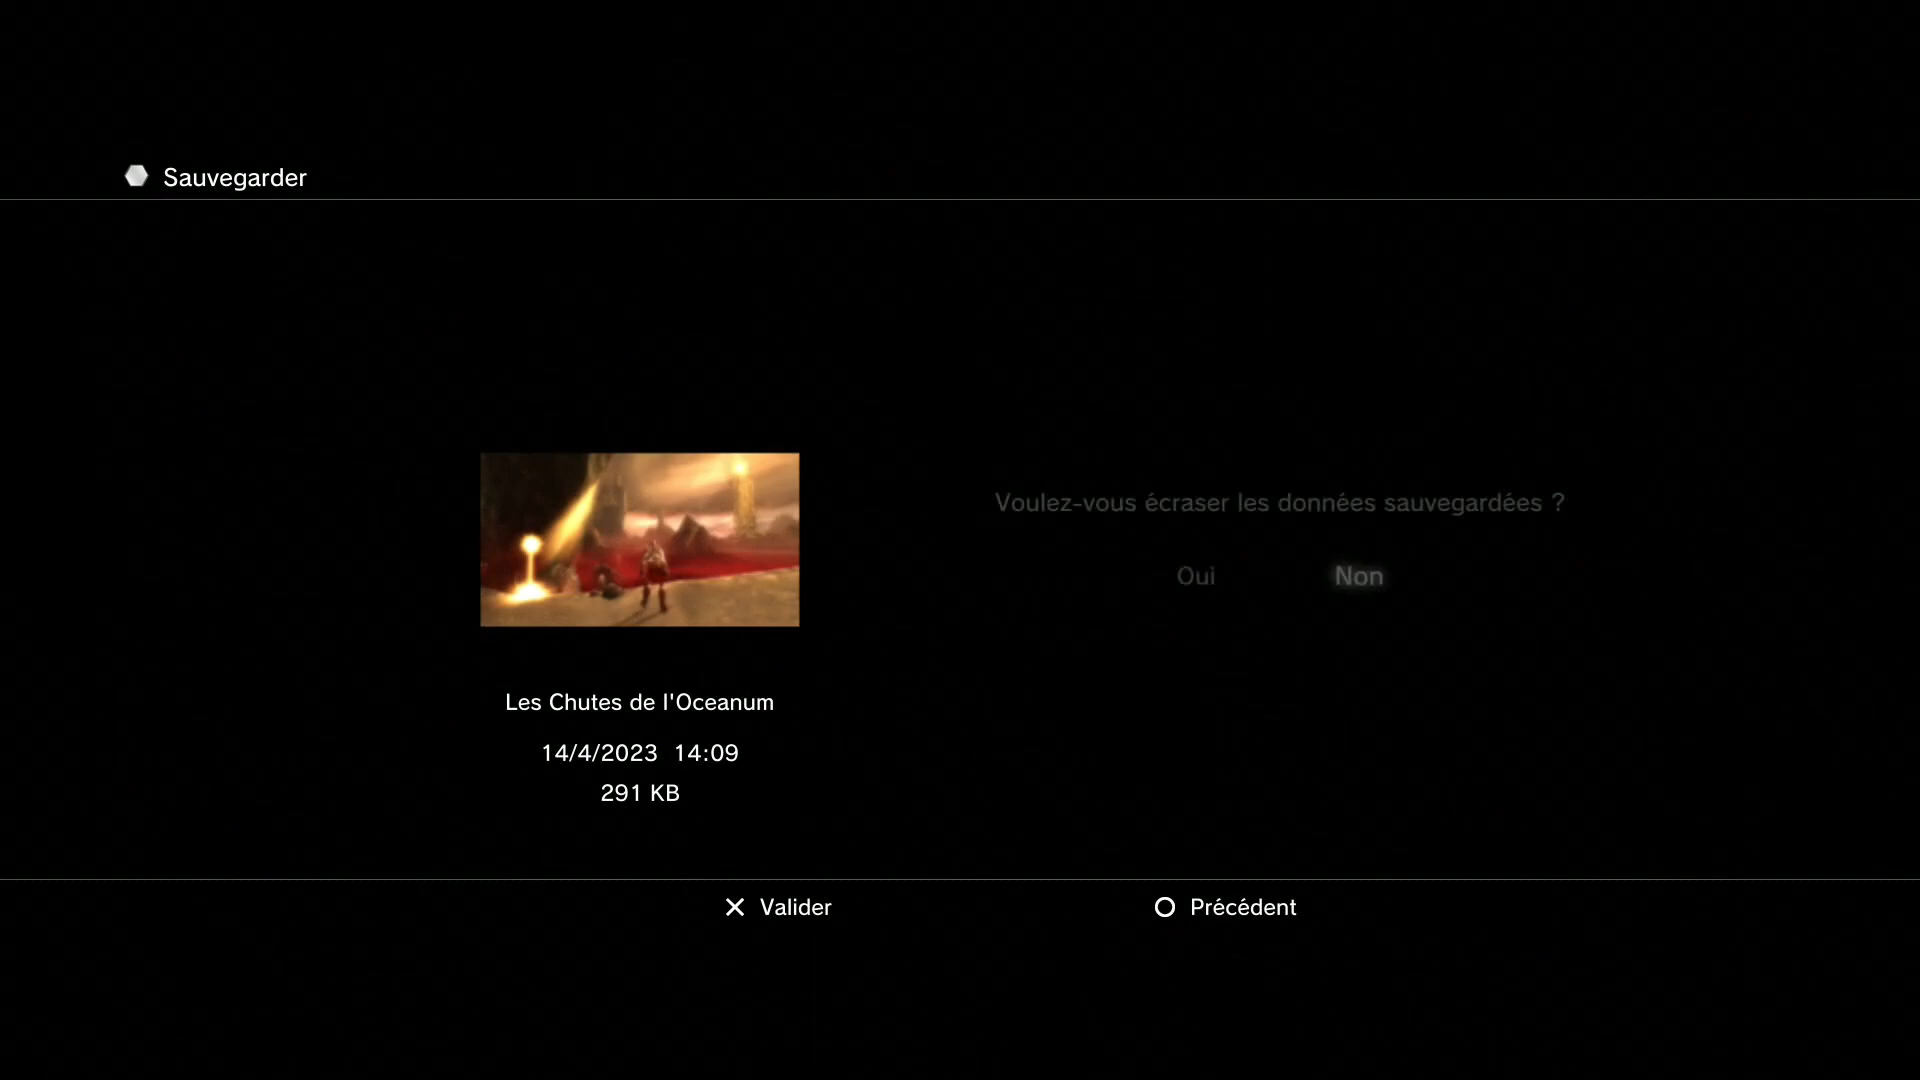 Sauvegarder
Voulez-vous écraser les données sauvegardées ?
Oui Non
Les Chutes de l'Oceanum
14/4/2023 14:09
291 KB
Valider Précédent